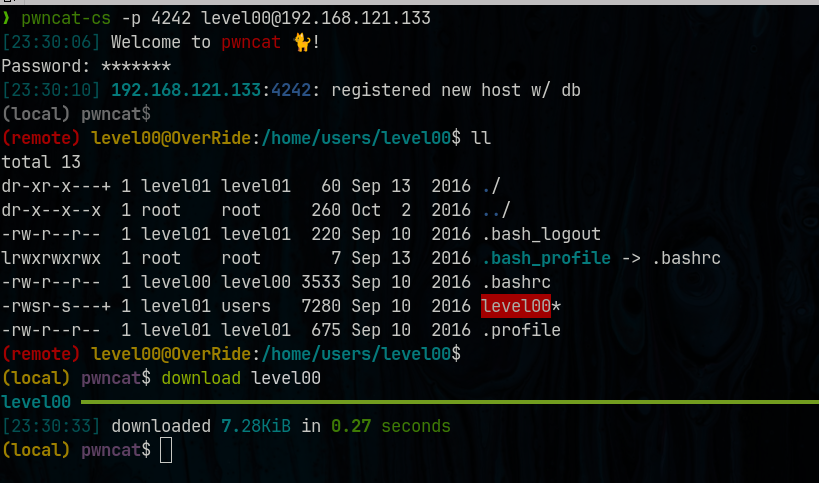 ❯ pwncat-cs -p 4242 level00@192.168.121.133
[23:30:06] Welcome to pwncat 🐈!
Password: *******
[23:30:10] 192.168.121.133:4242: registered new host w/ db
(local) pwncat$
(remote) level00@OverRide:/home/users/level00$ ll
total 13
dr-xr-x---+ 1 level01 level01   60 Sep 13  2016 ./
dr-x--x--x  1 root    root     260 Oct  2  2016 ../
-rw-r--r--  1 level01 level01  220 Sep 10  2016 .bash_logout
lrwxrwxrwx  1 root    root       7 Sep 13  2016 .bash_profile -> .bashrc
-rw-r--r--  1 level00 level00 3533 Sep 10  2016 .bashrc
-rwsr-s---+ 1 level01 users   7280 Sep 10  2016 level00*
-rw-r--r--  1 level01 level01  675 Sep 10  2016 .profile
(remote) level00@OverRide:/home/users/level00$
(local) pwncat$ download level00
level00
[23:30:33] downloaded 7.28KiB in 0.27 seconds
(local) pwncat$